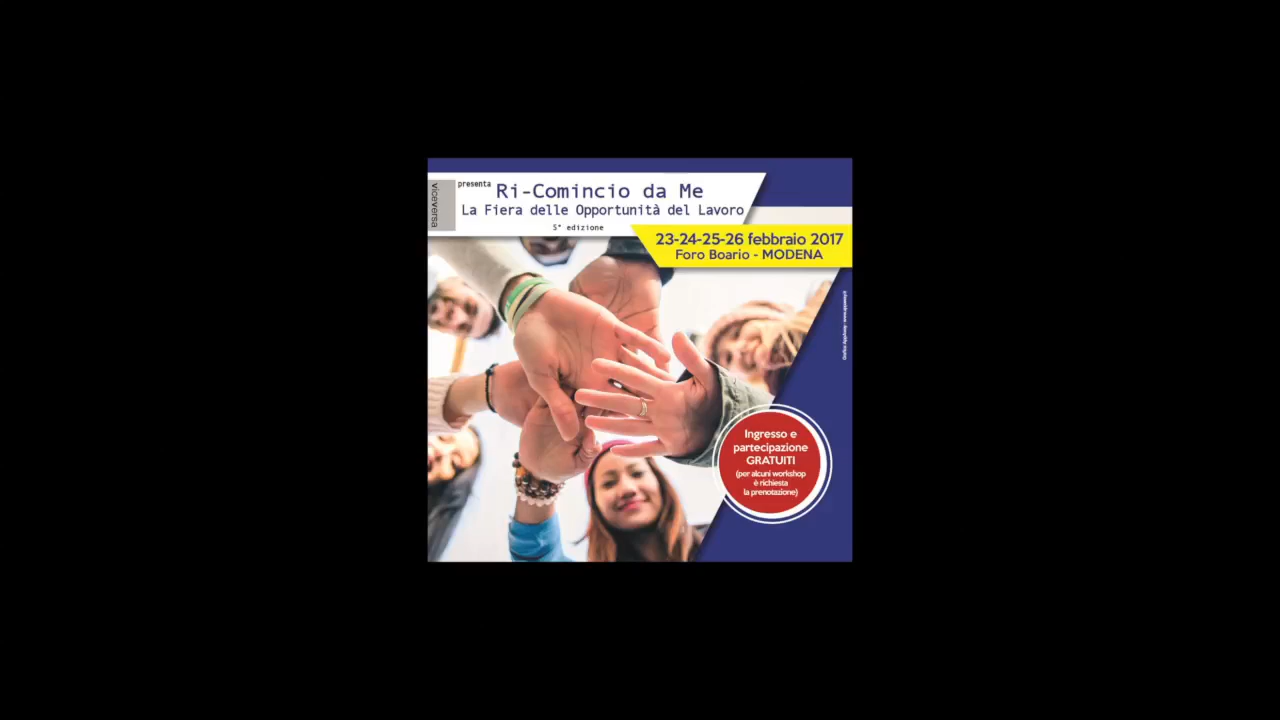 viceversa
presenta
Ri-Comincio da Me
La Fiera delle Opportunità del Lavoro
5° edizione
23-24-25-26 febbraio 2017
Foro Boario - MODENA
Ingresso e
partecipazione
GRATUITI
(per alcuni workshop
è richiesta
la prenotazione)